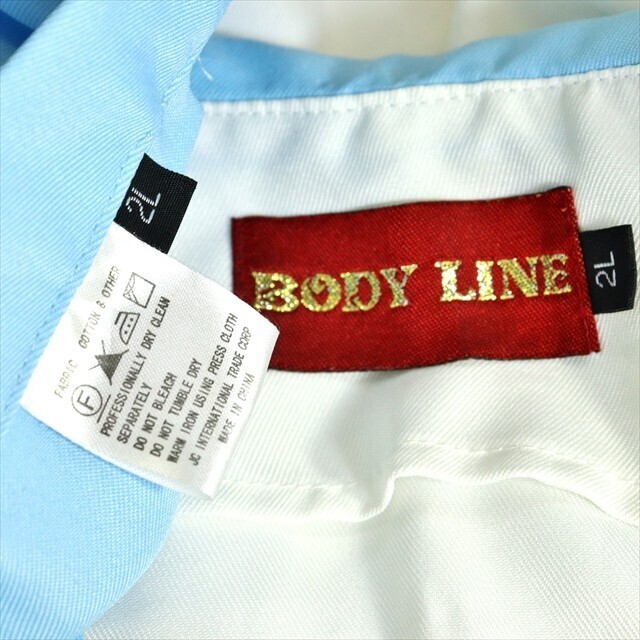 BODY LINE
2L
2L
FABRIC COTTON & OTHER
F
PROFESSIONALLY DRY CLEAN
SEPARATELY
DO NOT BLEACH
DO NOT TUMBLE DRY
WARM IRON USING PRESS CLOTH
JC INTERNATIONAL TRADE CORP
MADE IN CHINA